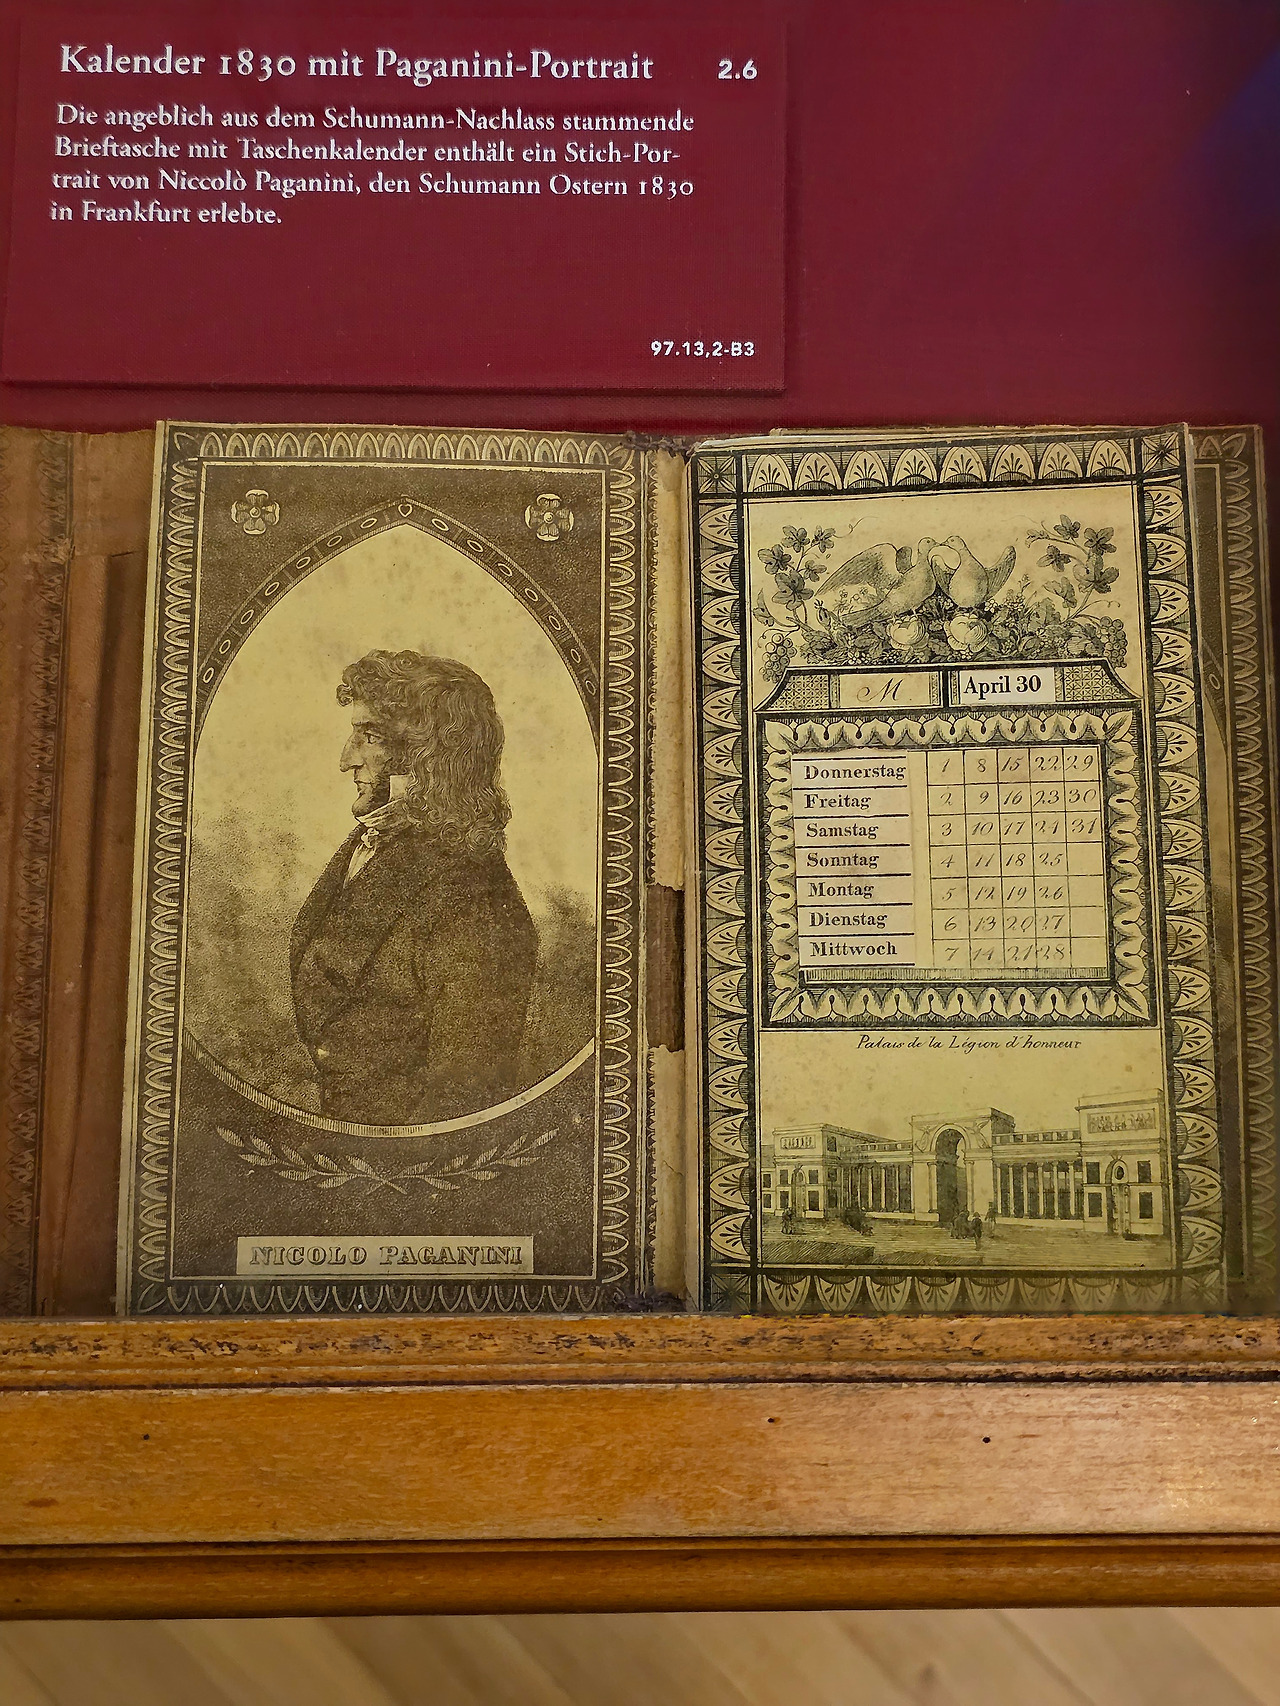 Kalender 1830 mit Paganini-Portrait 2.6
Die angeblich aus dem Schumann-Nachlass stammende
Brieftasche mit Taschenkalender enthält ein Stich-Por-
trait von Niccolò Paganini, den Schumann Ostern 1830
in Frankfurt erlebte.
97.13,2-B3
NICOLO PAGANINI
M. April 30
Donnerstag 1 8 15 22 29
Freitag 2 9 16 23 30
Samstag 3 10 17 24 31
Sonntag 4 11 18 25
Montag 5 12 19 26
Dienstag 6 13 20 27
Mittwoch 7 14 21 28
Palais de la Légion d'honneur